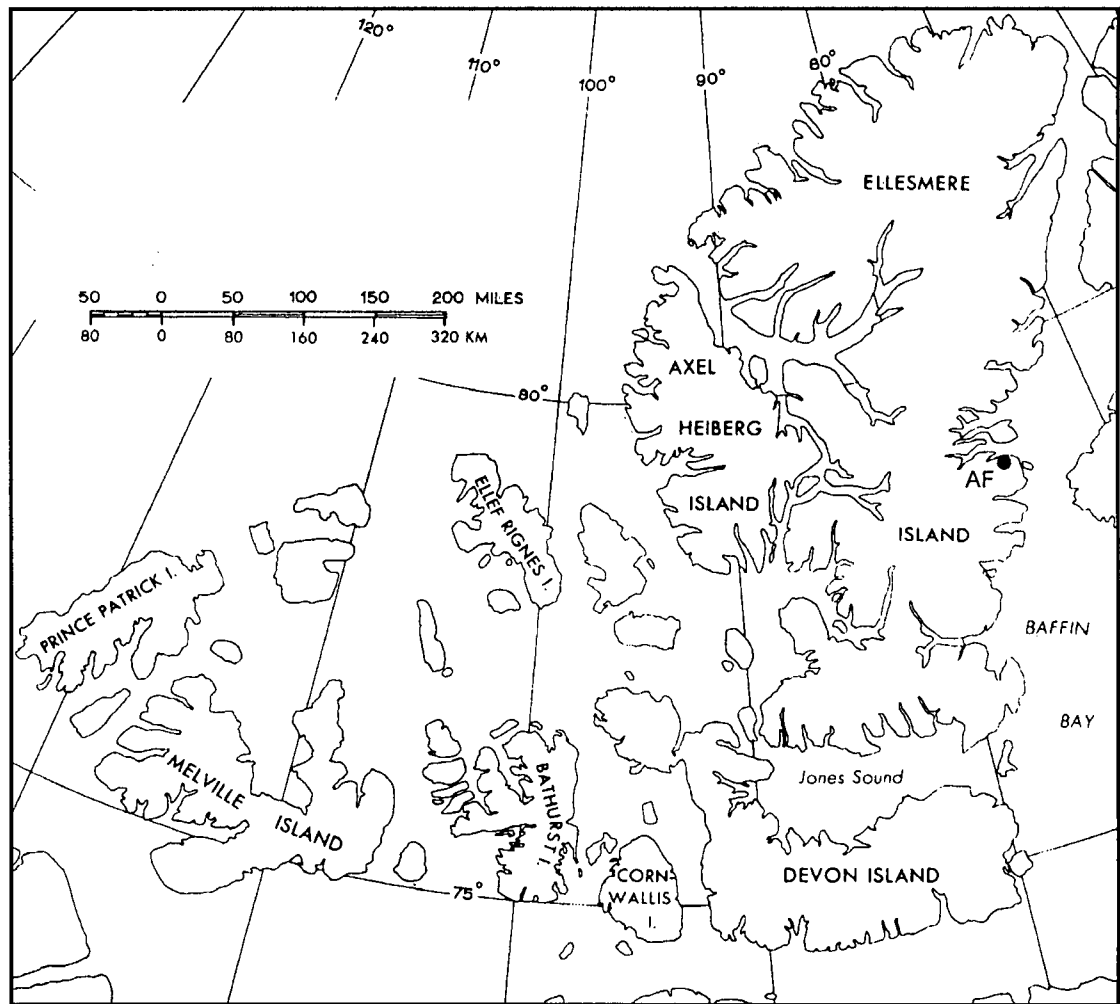 120°
110°
100°
90°
80°
ELLESMERE
50 0 50 100 150 200 MILES
80 0 80 160 240 320 KM
AXEL
80°
HEIBERG
AF
ELLEF RIGNES I.
ISLAND
ISLAND
PRINCE PATRICK I.
BAFFIN
BAY
MELVILLE
ISLAND
BATHURST I.
Jones Sound
CORN-
WALLIS
I.
DEVON ISLAND
75°